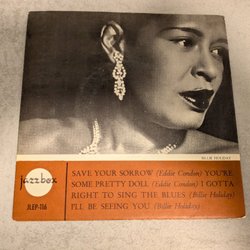 BILLIE HOLIDAY
SAVE YOUR SORROW (Eddie Condon) YOU'RE
SOME PRETTY DOLL (Eddie Condon) I GOTTA
RIGHT TO SING THE BLUES (Billie Holiday)
I'LL BE SEEING YOU (Billie Holiday)
jazzbox
JLEP-116